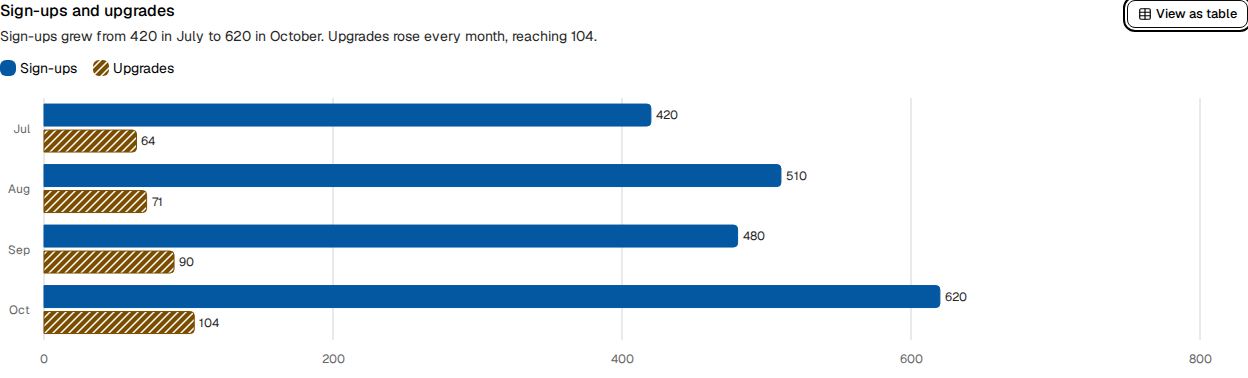 Sign-ups and upgrades
View as table
Sign-ups grew from 420 in July to 620 in October. Upgrades rose every month, reaching 104.
Sign-ups Upgrades
Jul
420
64
Aug
510
71
Sep
480
90
Oct
620
104
0 200 400 600 800